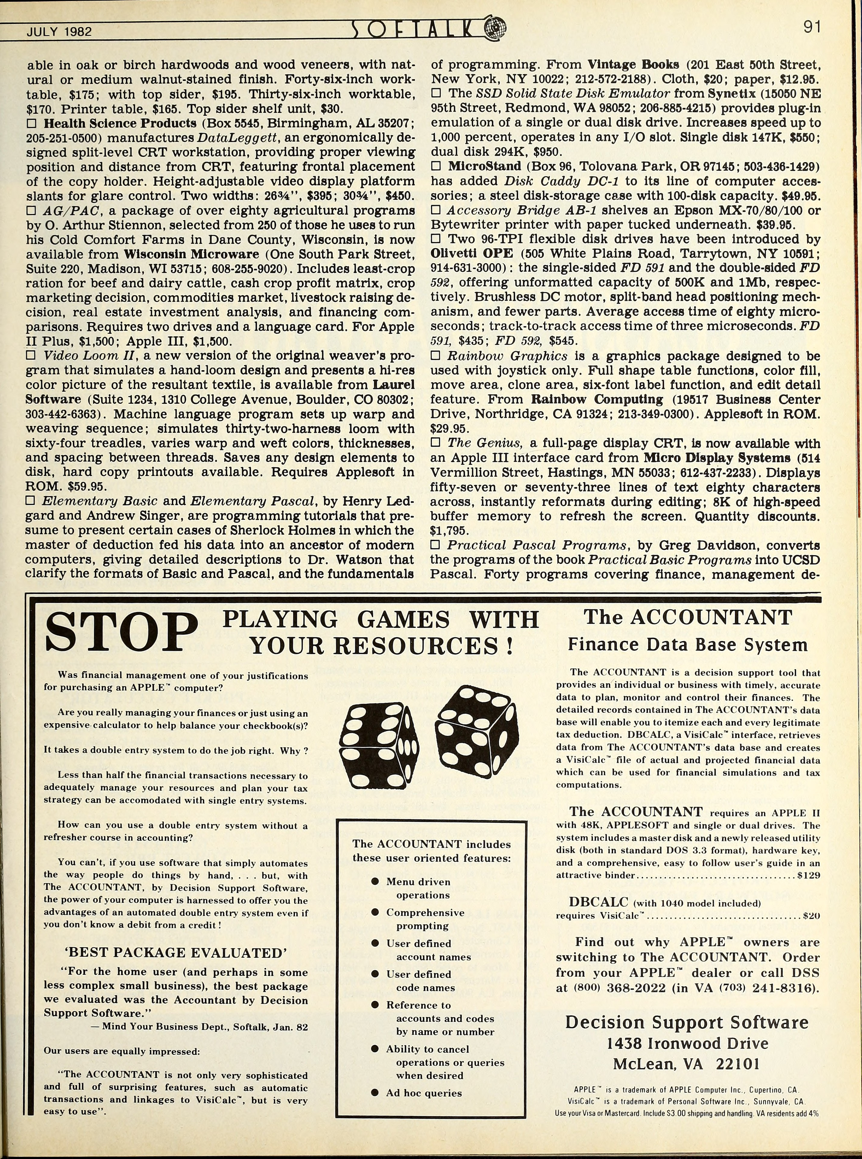 JULY 1982
SOFTALK
91
able in oak or birch hardwoods and wood veneers, with nat-
ural or medium walnut-stained finish. Forty-six-inch work-
table, $175; with top sider, $195. Thirty-six-inch worktable,
$170. Printer table, $165. Top sider shelf unit, $30.
□ Health Science Products (Box 5545, Birmingham, AL 35207;
205-251-0500) manufactures DataLeggett, an ergonomically de-
signed split-level CRT workstation, providing proper viewing
position and distance from CRT, featuring frontal placement
of the copy holder. Height-adjustable video display platform
slants for glare control. Two widths: 26¾'', $395; 30¾'', $450.
□ AG/PAC, a package of over eighty agricultural programs
by O. Arthur Stiennon, selected from 250 of those he uses to run
his Cold Comfort Farms in Dane County, Wisconsin, is now
available from Wisconsin Microware (One South Park Street,
Suite 220, Madison, WI 53715; 608-255-9020). Includes least-crop
ration for beef and dairy cattle, cash crop profit matrix, crop
marketing decision, commodities market, livestock raising de-
cision, real estate investment analysis, and financing com-
parisons. Requires two drives and a language card. For Apple
II Plus, $1,500; Apple III, $1,500.
□ Video Loom II, a new version of the original weaver's pro-
gram that simulates a hand-loom design and presents a hi-res
color picture of the resultant textile, is available from Laurel
Software (Suite 1234, 1310 College Avenue, Boulder, CO 80302;
303-442-6363). Machine language program sets up warp and
weaving sequence; simulates thirty-two-harness loom with
sixty-four treadles, varies warp and weft colors, thicknesses,
and spacing between threads. Saves any design elements to
disk, hard copy printouts available. Requires Applesoft in
ROM. $59.95.
□ Elementary Basic and Elementary Pascal, by Henry Led-
gard and Andrew Singer, are programming tutorials that pre-
sume to present certain cases of Sherlock Holmes in which the
master of deduction fed his data into an ancestor of modern
computers, giving detailed descriptions to Dr. Watson that
clarify the formats of Basic and Pascal, and the fundamentals
of programming. From Vintage Books (201 East 50th Street,
New York, NY 10022; 212-572-2188). Cloth, $20; paper, $12.95.
□ The SSD Solid State Disk Emulator from Synetix (15050 NE
95th Street, Redmond, WA 98052; 206-885-4215) provides plug-in
emulation of a single or dual disk drive. Increases speed up to
1,000 percent, operates in any I/O slot. Single disk 147K, $550;
dual disk 294K, $950.
□ MicroStand (Box 96, Tolovana Park, OR 97145; 503-436-1429)
has added Disk Caddy DC-1 to its line of computer acces-
sories; a steel disk-storage case with 100-disk capacity. $49.95.
□ Accessory Bridge AB-1 shelves an Epson MX-70/80/100 or
Bytewriter printer with paper tucked underneath. $39.95.
□ Two 96-TPI flexible disk drives have been introduced by
Olivetti OPE (505 White Plains Road, Tarrytown, NY 10591;
914-631-3000): the single-sided FD 591 and the double-sided FD
592, offering unformatted capacity of 500K and 1Mb, respec-
tively. Brushless DC motor, split-band head positioning mech-
anism, and fewer parts. Average access time of eighty micro-
seconds; track-to-track access time of three microseconds. FD
591, $435; FD 592, $545.
□ Rainbow Graphics is a graphics package designed to be
used with joystick only. Full shape table functions, color fill,
move area, clone area, six-font label function, and edit detail
feature. From Rainbow Computing (19517 Business Center
Drive, Northridge, CA 91324; 213-349-0300). Applesoft in ROM.
$29.95.
□ The Genius, a full-page display CRT, is now available with
an Apple III interface card from Micro Display Systems (514
Vermillion Street, Hastings, MN 55033; 612-437-2233). Displays
fifty-seven or seventy-three lines of text eighty characters
across, instantly reformats during editing; 8K of high-speed
buffer memory to refresh the screen. Quantity discounts.
$1,795.
□ Practical Pascal Programs, by Greg Davidson, converts
the programs of the book Practical Basic Programs into UCSD
Pascal. Forty programs covering finance, management de-
STOP PLAYING GAMES WITH
YOUR RESOURCES !
Was financial management one of your justifications
for purchasing an APPLE™ computer?
Are you really managing your finances or just using an
expensive calculator to help balance your checkbook(s)?
It takes a double entry system to do the job right. Why ?
Less than half the financial transactions necessary to
adequately manage your resources and plan your tax
strategy can be accomodated with single entry systems.
How can you use a double entry system without a
refresher course in accounting?
You can't, if you use software that simply automates
the way people do things by hand, . . . but, with
The ACCOUNTANT, by Decision Support Software,
the power of your computer is harnessed to offer you the
advantages of an automated double entry system even if
you don't know a debit from a credit !
'BEST PACKAGE EVALUATED'
"For the home user (and perhaps in some
less complex small business), the best package
we evaluated was the Accountant by Decision
Support Software."
— Mind Your Business Dept., Softalk, Jan. 82
Our users are equally impressed:
"The ACCOUNTANT is not only very sophisticated
and full of surprising features, such as automatic
transactions and linkages to VisiCalc™, but is very
easy to use".
The ACCOUNTANT includes
these user oriented features:
● Menu driven
operations
● Comprehensive
prompting
● User defined
account names
● User defined
code names
● Reference to
accounts and codes
by name or number
● Ability to cancel
operations or queries
when desired
● Ad hoc queries
The ACCOUNTANT
Finance Data Base System
The ACCOUNTANT is a decision support tool that
provides an individual or business with timely, accurate
data to plan, monitor and control their finances. The
detailed records contained in The ACCOUNTANT's data
base will enable you to itemize each and every legitimate
tax deduction. DBCALC, a VisiCalc™ interface, retrieves
data from The ACCOUNTANT's data base and creates
a VisiCalc™ file of actual and projected financial data
which can be used for financial simulations and tax
computations.
The ACCOUNTANT requires an APPLE II
with 48K, APPLESOFT and single or dual drives. The
system includes a master disk and a newly released utility
disk (both in standard DOS 3.3 format), hardware key,
and a comprehensive, easy to follow user's guide in an
attractive binder................................$129
DBCALC (with 1040 model included)
requires VisiCalc™...............................$20
Find out why APPLE™ owners are
switching to The ACCOUNTANT. Order
from your APPLE™ dealer or call DSS
at (800) 368-2022 (in VA (703) 241-8316).
Decision Support Software
1438 Ironwood Drive
McLean, VA 22101
APPLE™ is a trademark of APPLE Computer Inc., Cupertino, CA.
VisiCalc™ is a trademark of Personal Software Inc., Sunnyvale, CA.
Use your Visa or Mastercard. Include $3.00 shipping and handling. VA residents add 4%